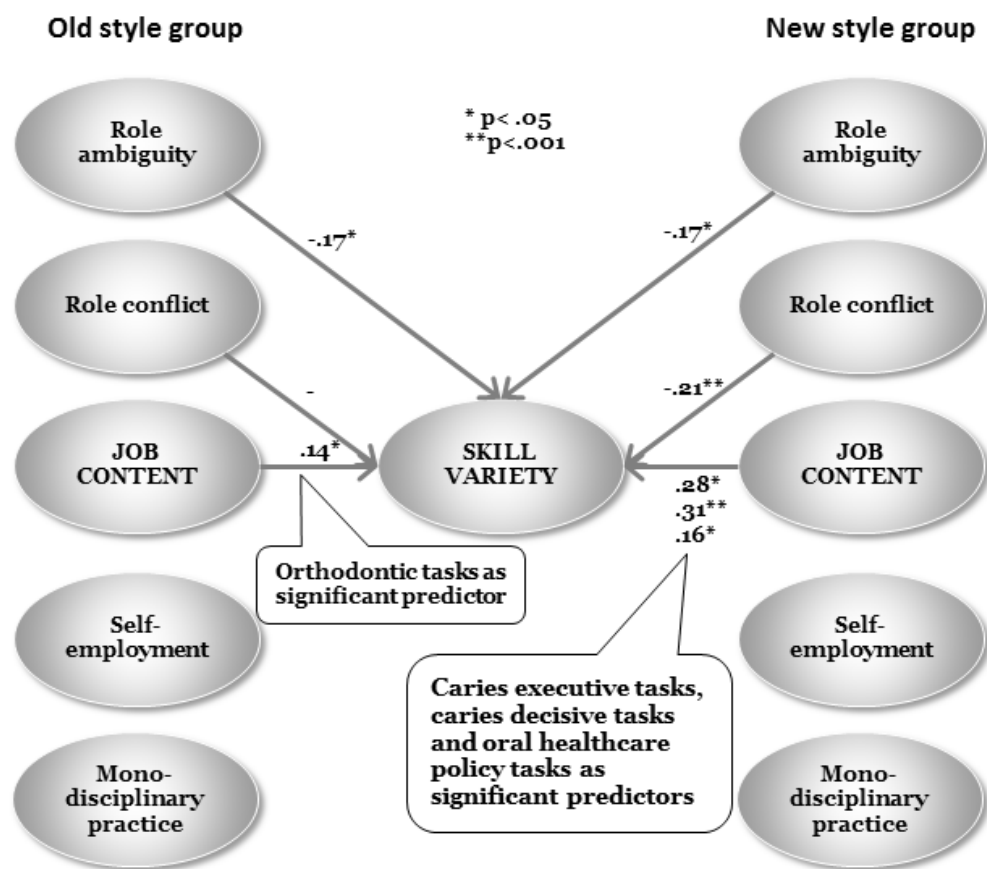 Old style group
New style group
Role
ambiguity
* p< .05
**p<.001
Role
ambiguity
-.17*
-.17*
Role conflict
Role conflict
-
-.21**
JOB
CONTENT
.14*
SKILL
VARIETY
JOB
CONTENT
.28*
.31**
.16*
Orthodontic tasks as
significant predictor
Self-
employment
Self-
employment
Caries executive tasks,
caries decisive tasks
and oral healthcare
policy tasks as
significant predictors
Mono-
disciplinary
practice
Mono-
disciplinary
practice